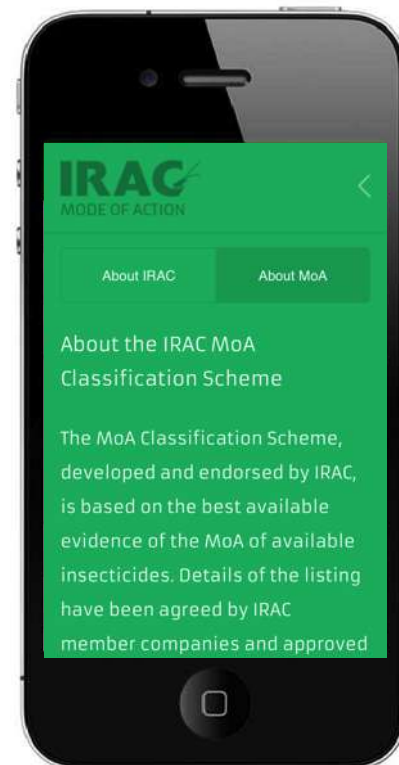 IRAC
MODE OF ACTION
About IRAC
About MoA
About the IRAC MoA
Classification Scheme
The MoA Classification Scheme,
developed and endorsed by IRAC,
is based on the best available
evidence of the MoA of available
insecticides. Details of the listing
have been agreed by IRAC
member companies and approved